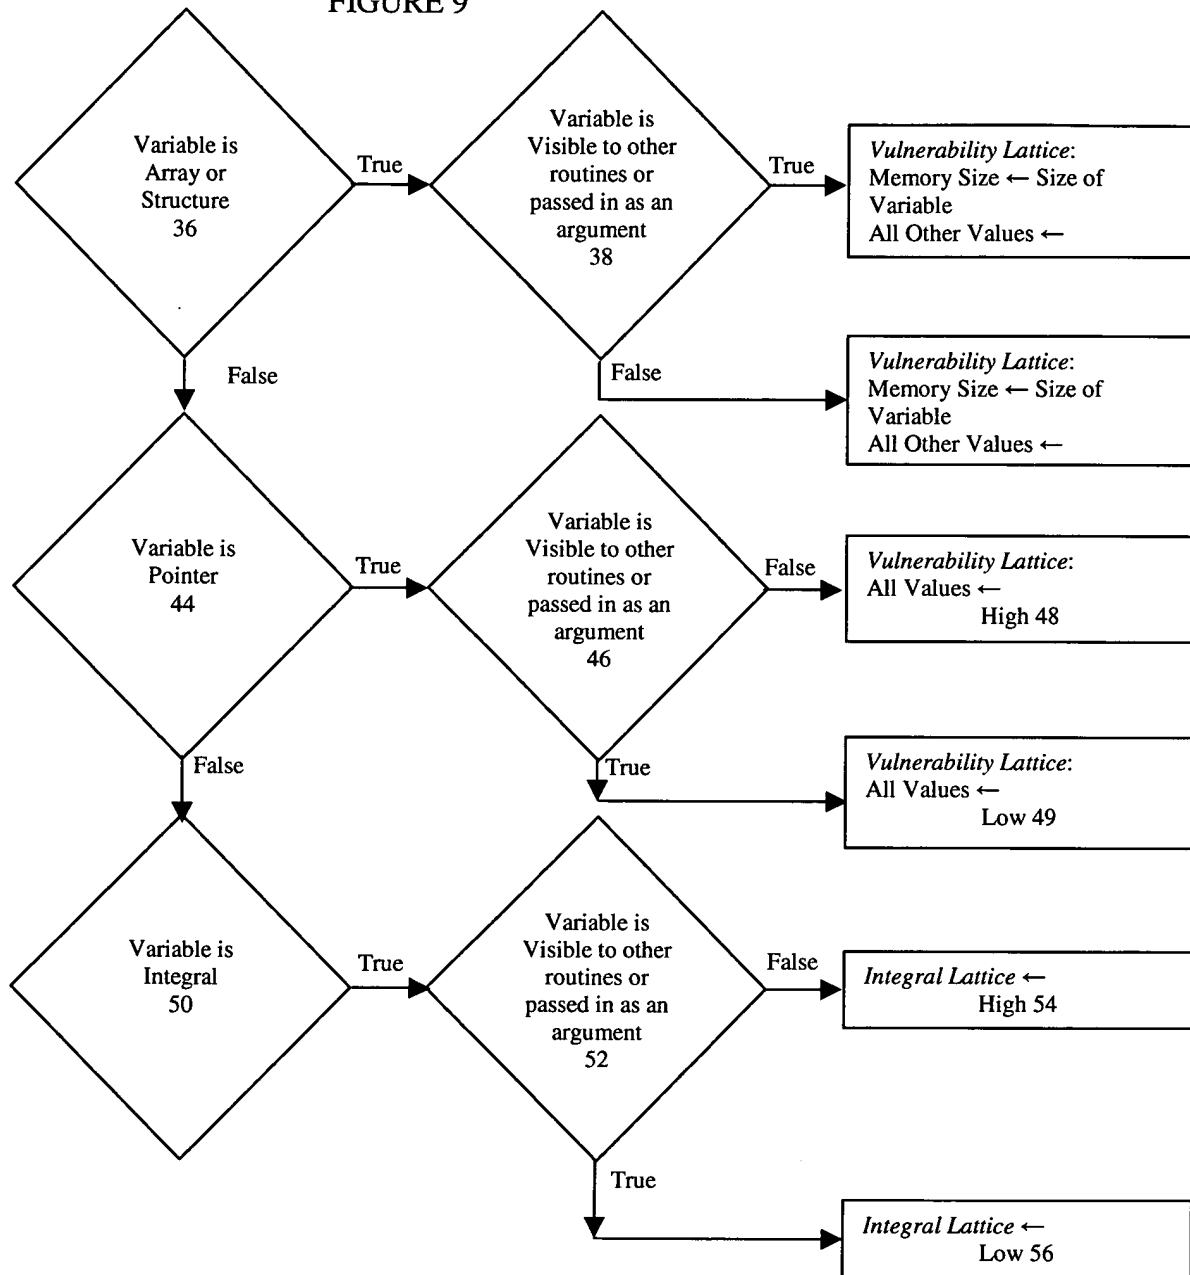 FIGURE 9
Variable is
Array or
Structure
36
True
Variable is
Visible to other
routines or
passed in as an
argument
38
True
Vulnerability Lattice:
Memory Size ← Size of
Variable
All Other Values ←
False
False
Vulnerability Lattice:
Memory Size ← Size of
Variable
All Other Values ←
Variable is
Pointer
44
True
Variable is
Visible to other
routines or
passed in as an
argument
46
False
Vulnerability Lattice:
All Values ←
High 48
False
True
Vulnerability Lattice:
All Values ←
Low 49
Variable is
Integral
50
True
Variable is
Visible to other
routines or
passed in as an
argument
52
False
Integral Lattice ←
High 54
True
Integral Lattice ←
Low 56